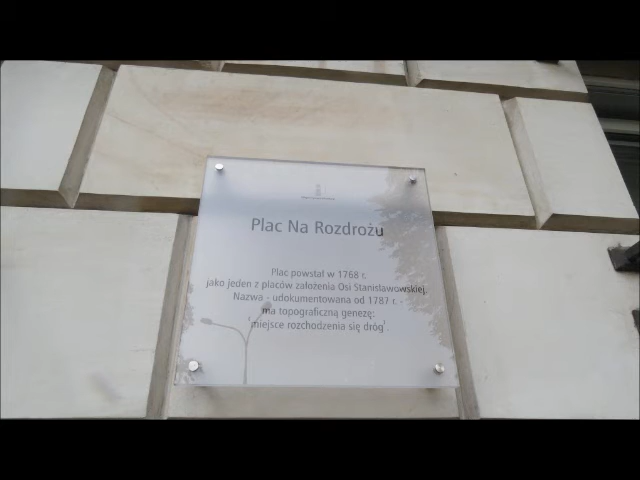 Plac Na Rozdrożu
Plac powstał w 1768 r.
jako jeden z placów założenia Osi Stanisławowskiej.
Nazwa - udokumentowana od 1787 r. -
ma topograficzną genezę:
'miejsce rozchodzenia się dróg'.